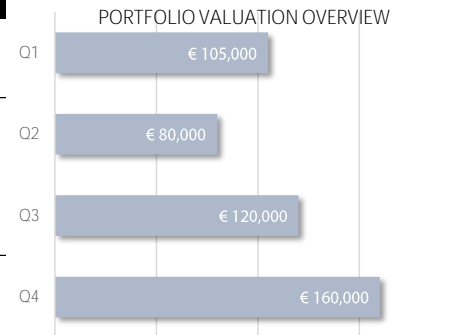 PORTFOLIO VALUATION OVERVIEW
Q1 € 105,000
Q2 € 80,000
Q3 € 120,000
Q4 € 160,000